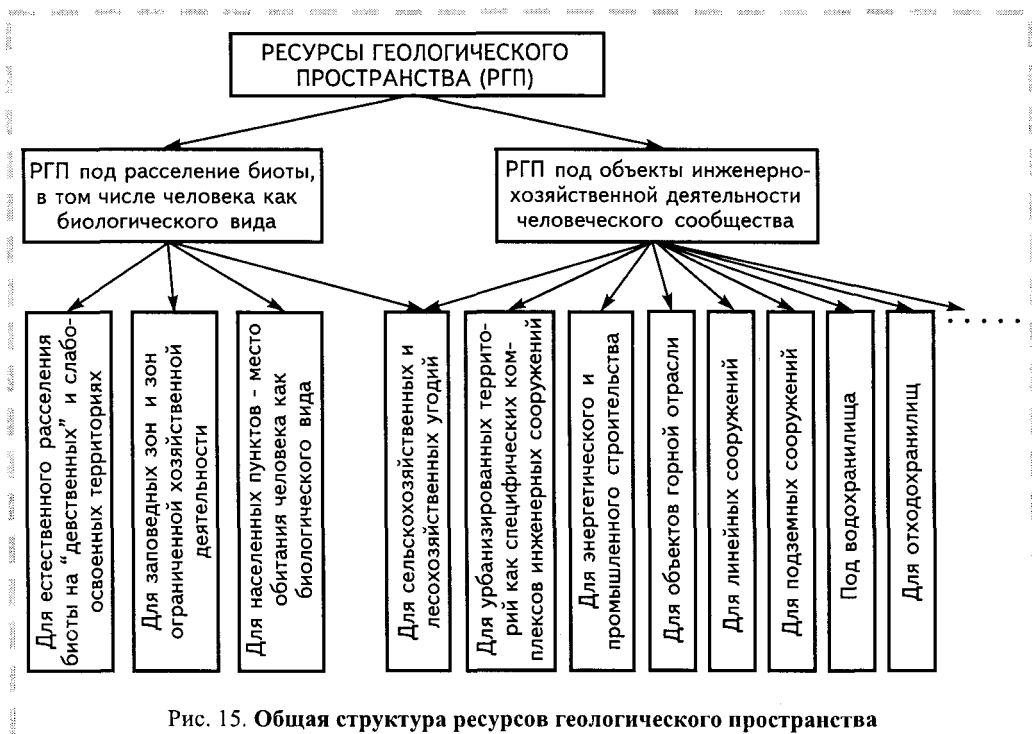 РЕСУРСЫ ГЕОЛОГИЧЕСКОГО
ПРОСТРАНСТВА (РГП)
РГП под расселение биоты,
в том числе человека как
биологического вида
РГП под объекты инженерно-
хозяйственной деятельности
человеческого сообщества
Для естественного расселения
биоты на "девственных" и слабо-
освоенных территориях
Для заповедных зон и зон
ограниченной хозяйственной
деятельности
Для населенных пунктов - место
обитания человека как
биологического вида
Для сельскохозяйственных и
лесохозяйственных угодий
Для урбанизированных террито-
рий как специфических ком-
плексов инженерных сооружений
Для энергетического и
промышленного строительства
Для объектов горной отрасли
Для линейных сооружений
Для подземных сооружений
Под водохранилища
Для отходохранилищ
. . . . . .
Рис. 15. Общая структура ресурсов геологического пространства